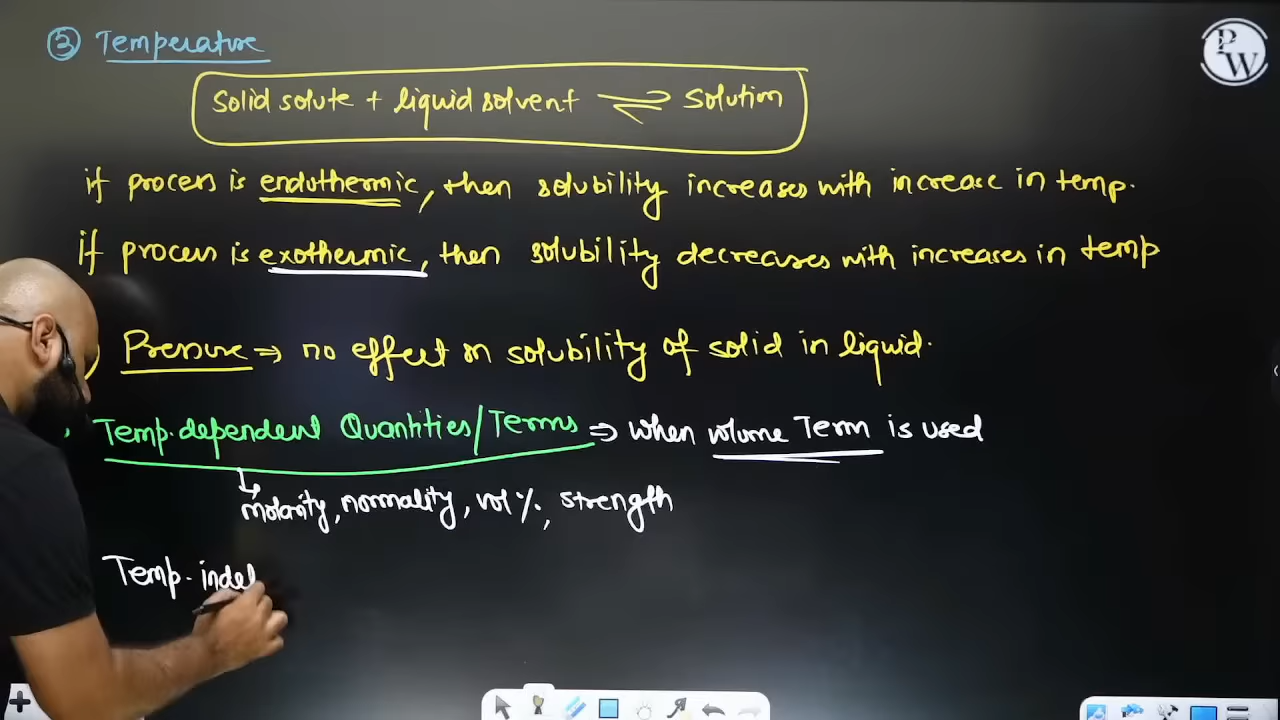 ③ Temperature
Solid solute + liquid solvent ⇌ Solution
if process is endothermic, then solubility increases with increase in temp.
if process is exothermic, then solubility decreases with increases in temp
) Pressure ⇒ no effect on solubility of solid in liquid.
Temp. dependent Quantities/Terms ⇒ when volume Term is used
↳ molarity, normality, vol %, strength
Temp. indep
PW